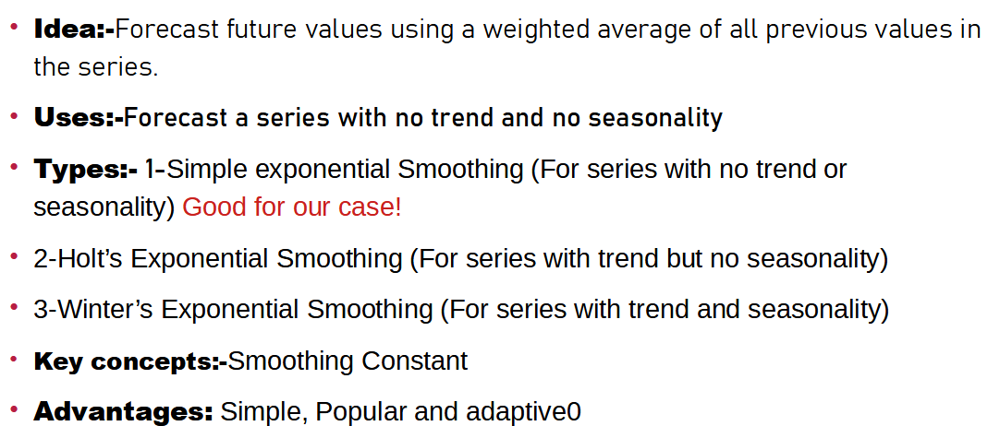 • Idea:-Forecast future values using a weighted average of all previous values in
the series.
• Uses:-Forecast a series with no trend and no seasonality
• Types:- 1-Simple exponential Smoothing (For series with no trend or
seasonality) Good for our case!
• 2-Holt’s Exponential Smoothing (For series with trend but no seasonality)
• 3-Winter’s Exponential Smoothing (For series with trend and seasonality)
• Key concepts:-Smoothing Constant
• Advantages: Simple, Popular and adaptive0